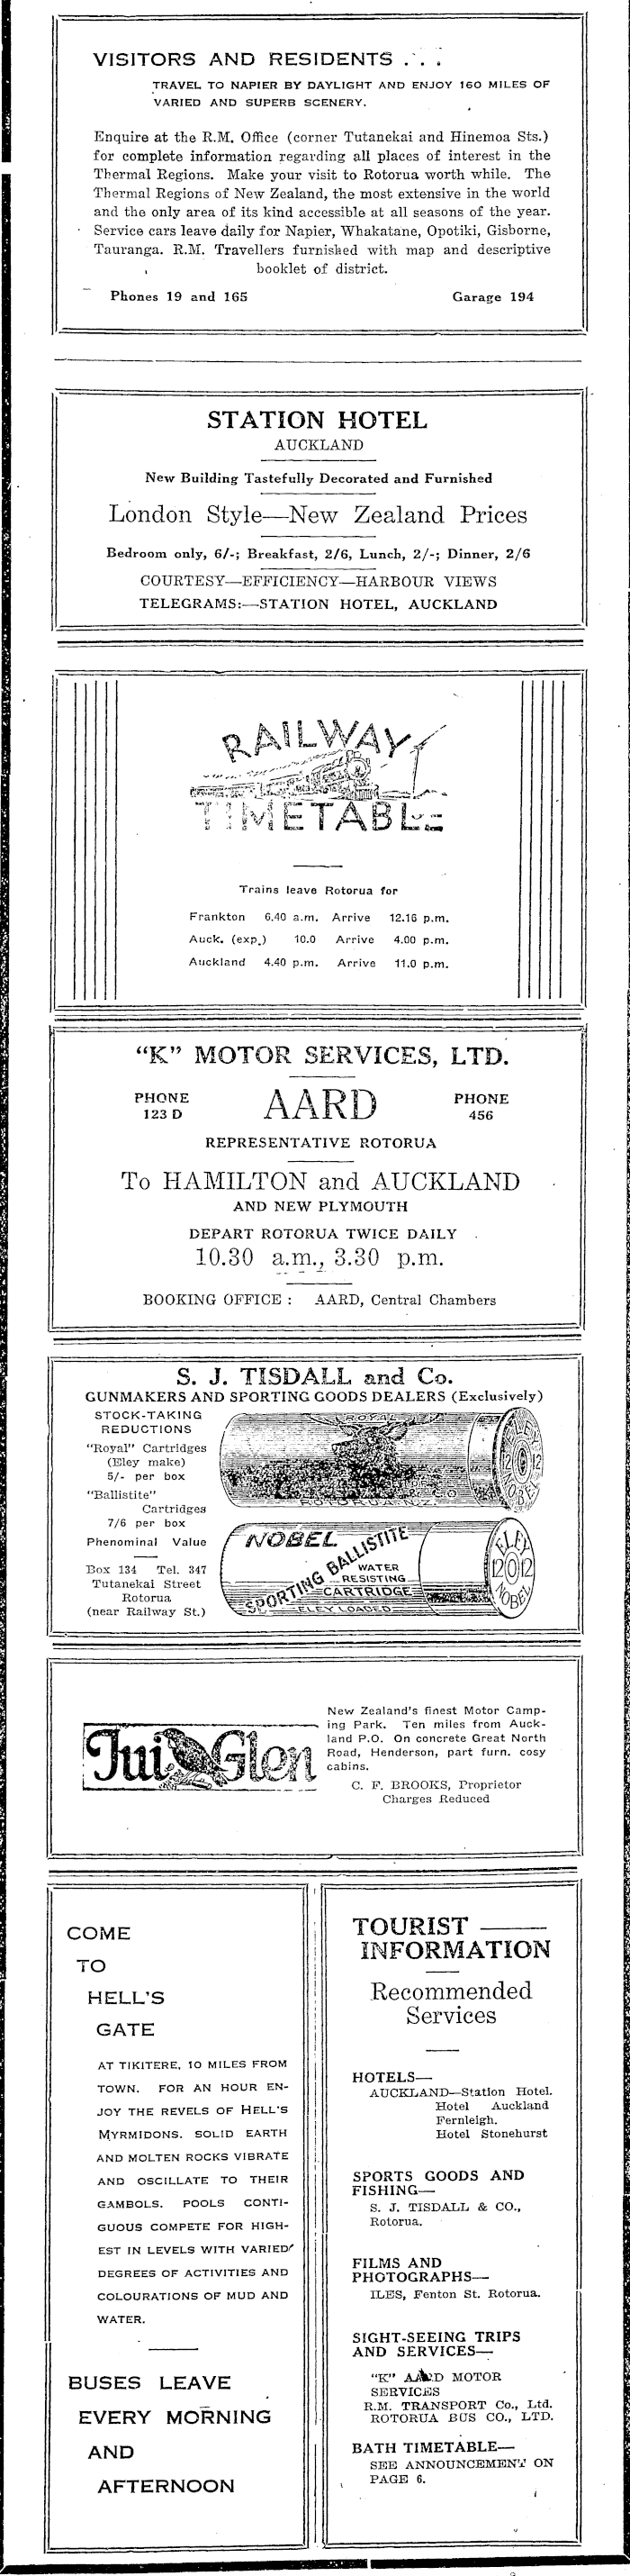 VISITORS AND RESIDENTS . . .
TRAVEL TO NAPIER BY DAYLIGHT AND ENJOY 160 MILES OF
VARIED AND SUPERB SCENERY.
Enquire at the R.M. Office (corner Tutanekai and Hinemoa Sts.)
for complete information regarding all places of interest in the
Thermal Regions. Make your visit to Rotorua worth while. The
Thermal Regions of New Zealand, the most extensive in the world
and the only area of its kind accessible at all seasons of the year.
Service cars leave daily for Napier, Whakatane, Opotiki, Gisborne,
Tauranga. R.M. Travellers furnished with map and descriptive
booklet of district.
Phones 19 and 165 Garage 194
STATION HOTEL
AUCKLAND
New Building Tastefully Decorated and Furnished
London Style—New Zealand Prices
Bedroom only, 6/-; Breakfast, 2/6, Lunch, 2/-; Dinner, 2/6
COURTESY—EFFICIENCY—HARBOUR VIEWS
TELEGRAMS:—STATION HOTEL, AUCKLAND
RAILWAY
TIMETABLE
Trains leave Rotorua for
Frankton 6.40 a.m. Arrive 12.16 p.m.
Auck. (exp.) 10.0 Arrive 4.00 p.m.
Auckland 4.40 p.m. Arrive 11.0 p.m.
"K" MOTOR SERVICES, LTD.
PHONE 123 D AARD PHONE 456
REPRESENTATIVE ROTORUA
To HAMILTON and AUCKLAND
AND NEW PLYMOUTH
DEPART ROTORUA TWICE DAILY
10.30 a.m., 3.30 p.m.
BOOKING OFFICE : AARD, Central Chambers
S. J. TISDALL and Co.
GUNMAKERS AND SPORTING GOODS DEALERS (Exclusively)
STOCK-TAKING
REDUCTIONS
"Royal" Cartridges
(Eley make)
5/- per box
"Ballistite"
Cartridges
7/6 per box
Phenominal Value
Box 134 Tel. 347
Tutanekai Street
Rotorua
(near Railway St.)
ROYAL
& CO
ROTORUA N.Z.
ELEY
12 12
NOBEL
NOBEL
SPORTING BALLISTITE
WATER
RESISTING
CARTRIDGE
ELEY LOADED
ELEY
12 12
NOBEL
Tui Glen
New Zealand's finest Motor Camp-
ing Park. Ten miles from Auck-
land P.O. On concrete Great North
Road, Henderson, part furn. cosy
cabins.
C. F. BROOKS, Proprietor
Charges Reduced
COME
TO
HELL'S
GATE
AT TIKITERE, 10 MILES FROM
TOWN. FOR AN HOUR EN-
JOY THE REVELS OF HELL'S
MYRMIDONS. SOLID EARTH
AND MOLTEN ROCKS VIBRATE
AND OSCILLATE TO THEIR
GAMBOLS. POOLS CONTI-
GUOUS COMPETE FOR HIGH-
EST IN LEVELS WITH VARIED
DEGREES OF ACTIVITIES AND
COLOURATIONS OF MUD AND
WATER.
BUSES LEAVE
EVERY MORNING
AND
AFTERNOON
TOURIST
INFORMATION
Recommended
Services
HOTELS—
AUCKLAND—Station Hotel.
Hotel Auckland
Fernleigh.
Hotel Stonehurst
SPORTS GOODS AND
FISHING—
S. J. TISDALL & CO.,
Rotorua.
FILMS AND
PHOTOGRAPHS—
ILES, Fenton St. Rotorua.
SIGHT-SEEING TRIPS
AND SERVICES—
"K" AARD MOTOR
SERVICES
R.M. TRANSPORT Co., Ltd.
ROTORUA BUS CO., LTD.
BATH TIMETABLE—
SEE ANNOUNCEMENT ON
PAGE 6.